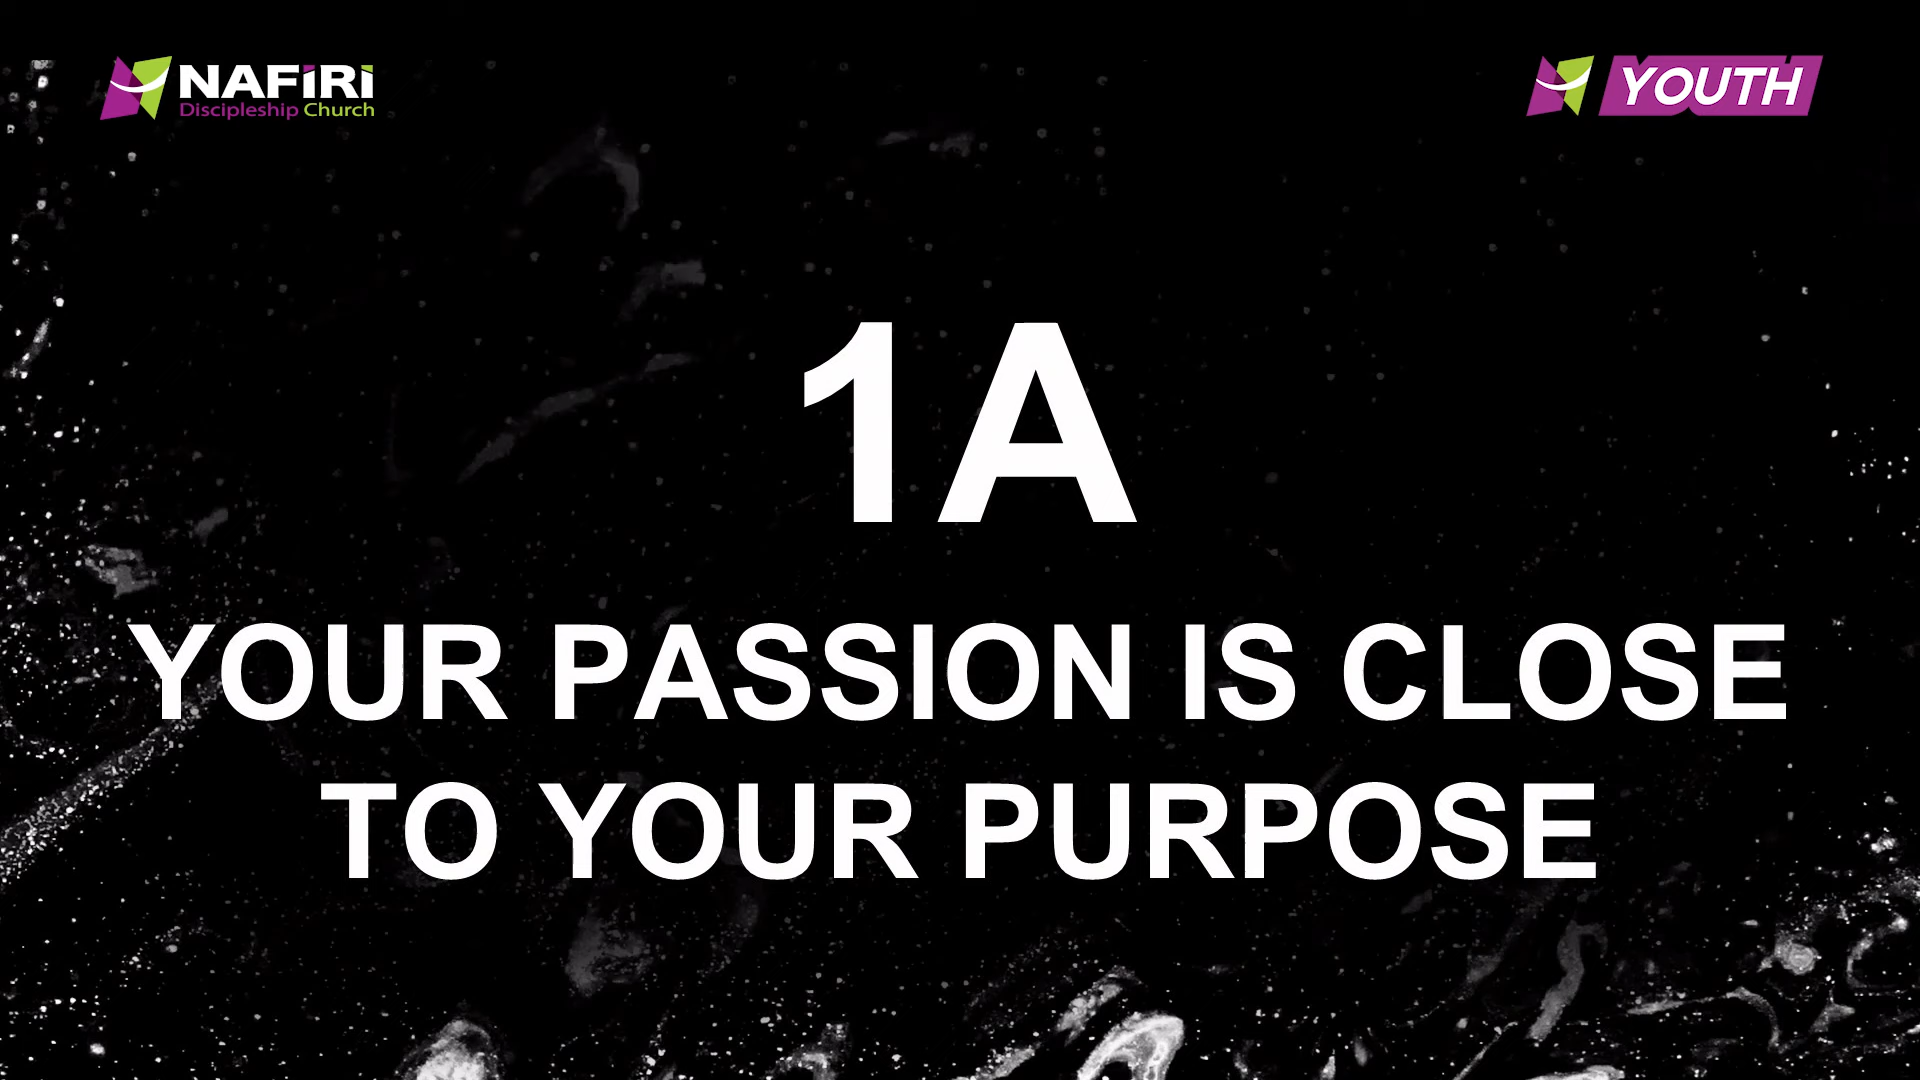 NAFIRI
Discipleship Church
YOUTH
1A
YOUR PASSION IS CLOSE
TO YOUR PURPOSE